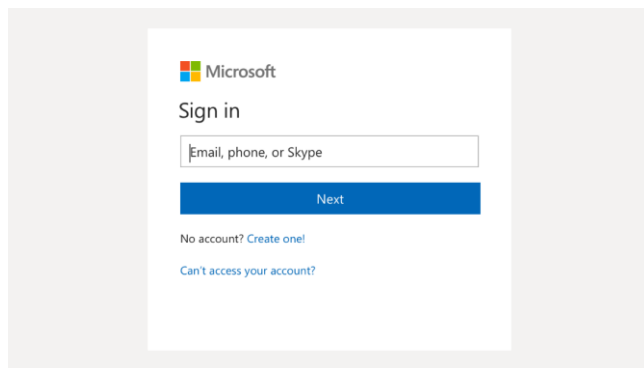 Microsoft
Sign in
Email, phone, or Skype
Next
No account? Create one!
Can't access your account?